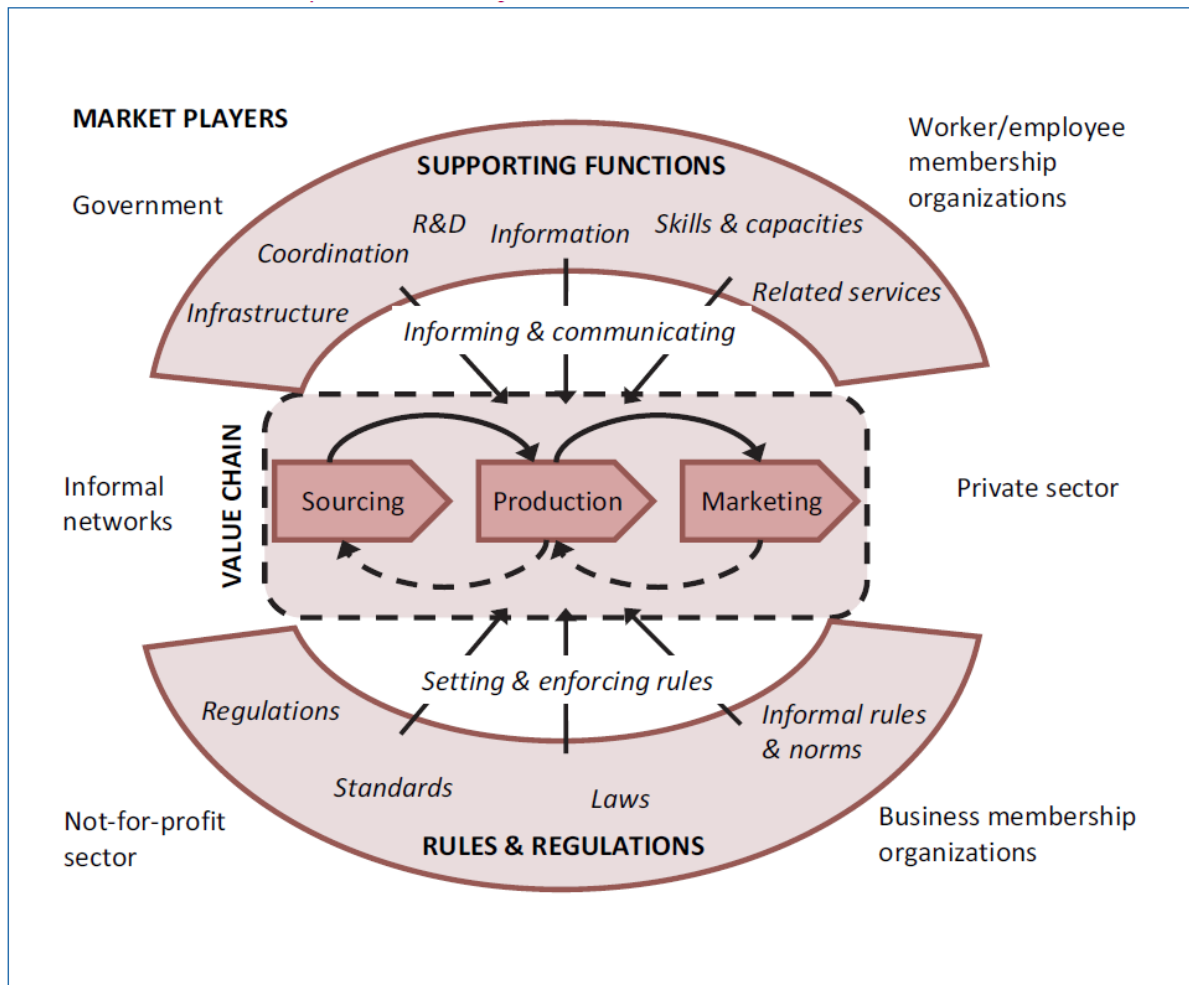 MARKET PLAYERS
Worker/employee
membership
organizations
Government
SUPPORTING FUNCTIONS
R&D
Information
Skills & capacities
Coordination
Infrastructure
Related services
Informing & communicating
VALUE CHAIN
Informal
networks
Sourcing
Production
Marketing
Private sector
Setting & enforcing rules
Regulations
Informal rules
& norms
Standards
Laws
RULES & REGULATIONS
Not-for-profit
sector
Business membership
organizations